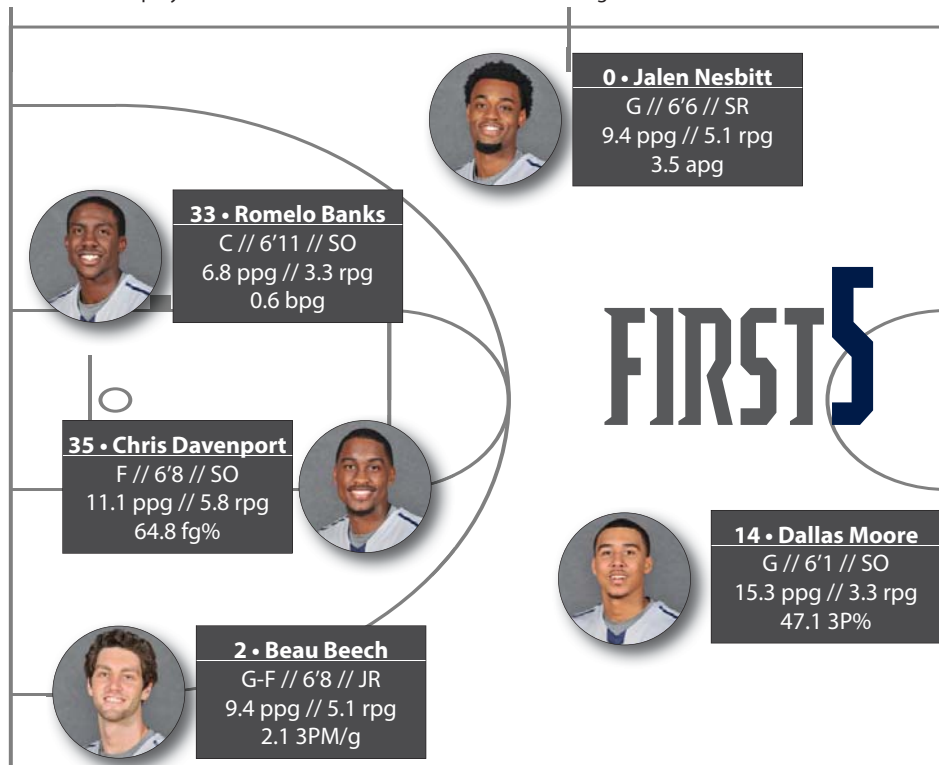 0 • Jalen Nesbitt
G // 6’6 // SR
9.4 ppg // 5.1 rpg
3.5 apg
33 • Romelo Banks
C // 6’11 // SO
6.8 ppg // 3.3 rpg
0.6 bpg
FIRST5
35 • Chris Davenport
F // 6’8 // SO
11.1 ppg // 5.8 rpg
64.8 fg%
14 • Dallas Moore
G // 6’1 // SO
15.3 ppg // 3.3 rpg
47.1 3P%
2 • Beau Beech
G-F // 6’8 // JR
9.4 ppg // 5.1 rpg
2.1 3PM/g